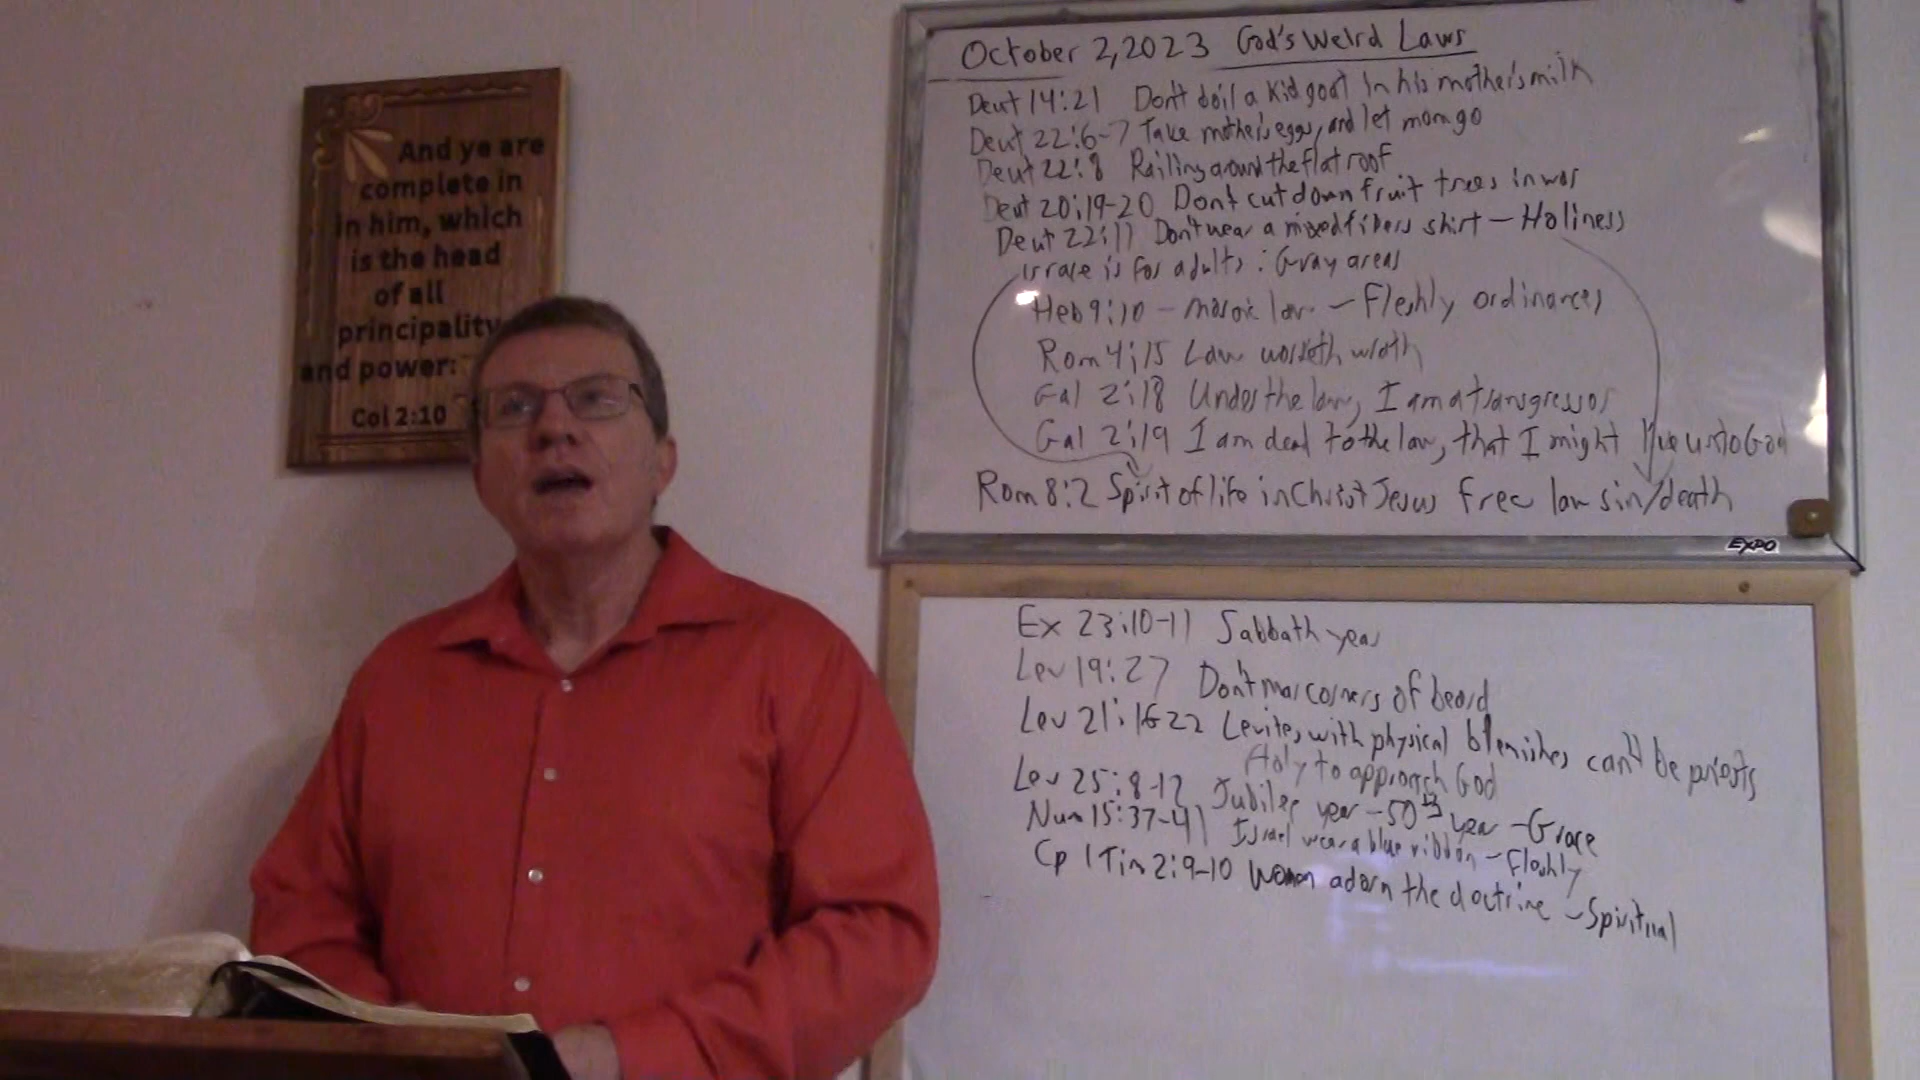 And ye are
complete in
in him, which
is the head
of all
principality
and power:
Col 2:10
October 2, 2023 God's Weird Laws
Deut 14:21 Don't boil a kid goat in his mother's milk
Deut 22:6-7 Take mother's eggs, and let mom go
Deut 22:8 Railing around the flat roof
Deut 20:19-20 Dont cut down fruit trees in war
Deut 22:11 Don't wear a mixed fibers shirt - Holiness
is for adults: Gray areas
Heb 9:10 - mosaic law - Fleshly ordinances
Rom 4:15 Law worketh wrath
Gal 2:18 Under the law, I am a transgressor
Gal 2:19 I am dead to the law, that I might live unto God
Rom 8:2 Spirit of life in Christ Jesus free law sin/death
EXPO
Ex 23:10-11 Sabbath year
Lev 19:27 Don't mar corners of beard
Lev 21:16-22 Levites with physical blemishes can't be priests
Holy to approach God
Lev 25:8-12 Jubilee year - 50th year - Grace
Num 15:37-41 Israel wear a blue ribbon - Fleshly
Cp 1 Tim 2:9-10 Women adorn the doctrine - Spiritual